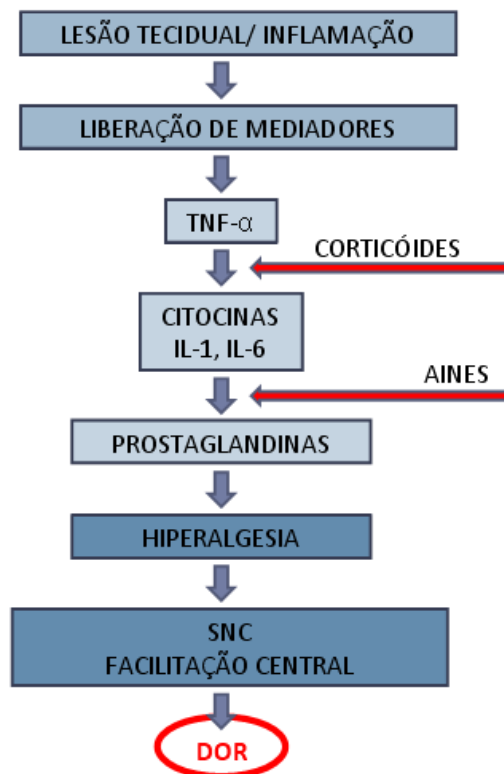 LESÃO TECIDUAL/ INFLAMAÇÃO
LIBERAÇÃO DE MEDIADORES
TNF-α
CORTICÓIDES
CITOCINAS
IL-1, IL-6
AINES
PROSTAGLANDINAS
HIPERALGESIA
SNC
FACILITAÇÃO CENTRAL
DOR